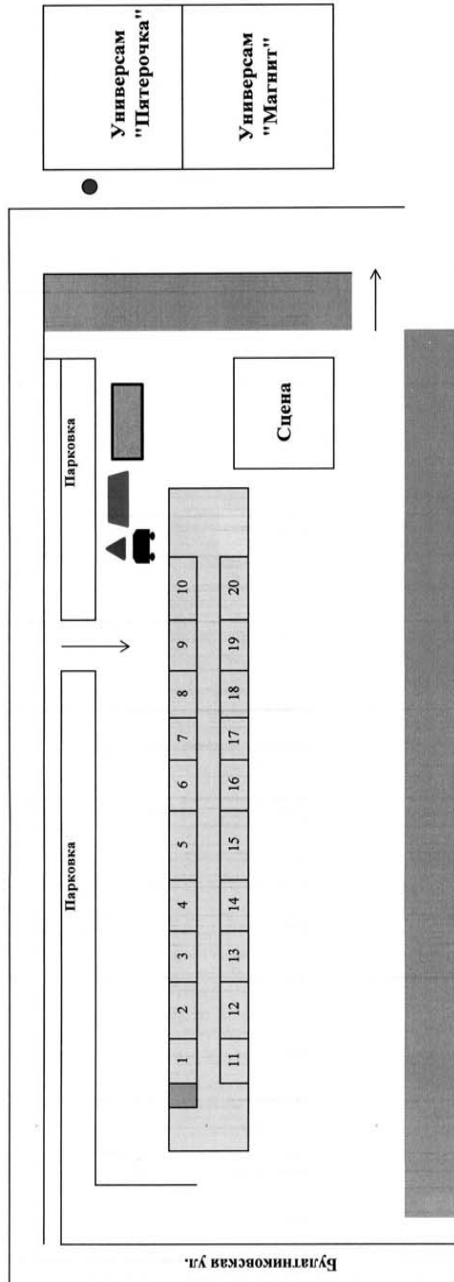 Универсам
"Пятерочка"
Универсам
"Магнит"
Парковка
Сцена
Парковка
1 2 3 4 5 6 7 8 9 10
11 12 13 14 15 16 17 18 19 20
Булатниковская ул.